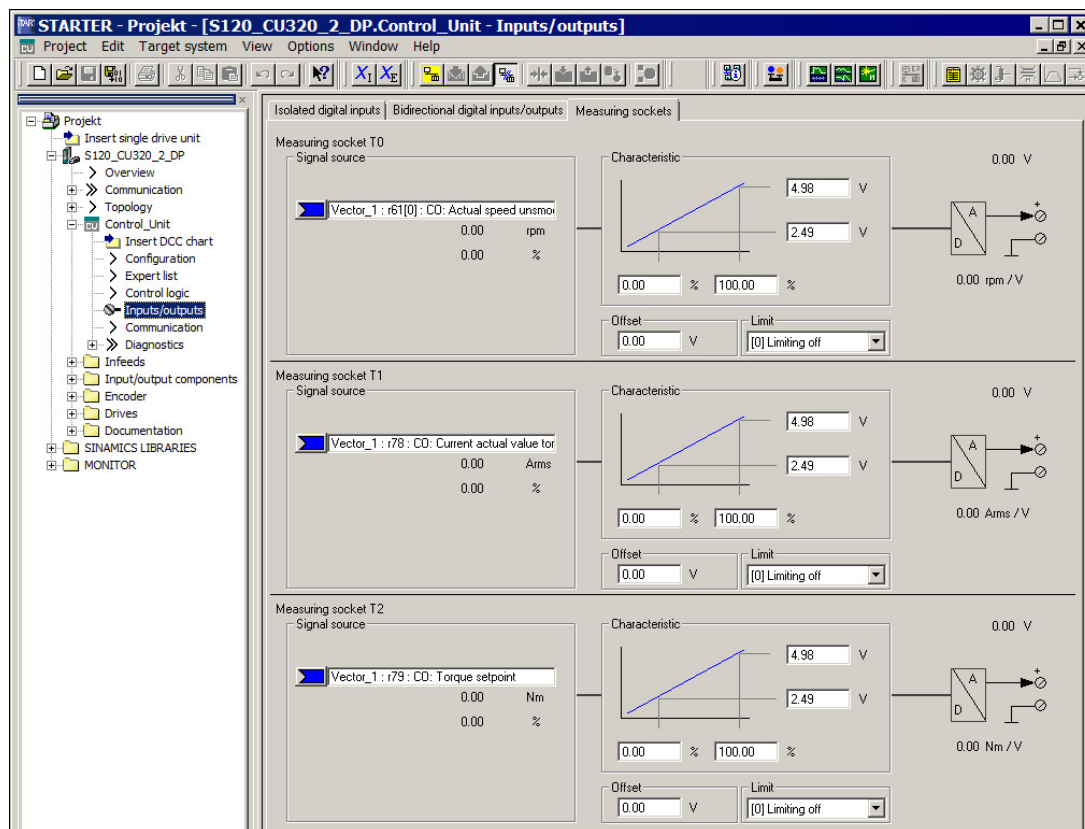 STARTER - Projekt - [S120_CU320_2_DP.Control_Unit - Inputs/outputs]
Project Edit Target system View Options Window Help
Projekt
Insert single drive unit
S120_CU320_2_DP
Overview
Communication
Topology
Control_Unit
Insert DCC chart
Configuration
Expert list
Control logic
Inputs/outputs
Communication
Diagnostics
Infeeds
Input/output components
Encoder
Drives
Documentation
SINAMICS LIBRARIES
MONITOR
Isolated digital inputs Bidirectional digital inputs/outputs Measuring sockets
Measuring socket T0
Signal source
Vector_1 : r61[0] : CO: Actual speed unsmo
0.00 rpm
0.00 %
Characteristic
4.98 V
2.49 V
0.00 % 100.00 %
Offset
0.00 V
Limit
[0] Limiting off
0.00 V
A
D
0.00 rpm / V
Measuring socket T1
Signal source
Vector_1 : r78 : CO: Current actual value tor
0.00 Arms
0.00 %
Characteristic
4.98 V
2.49 V
0.00 % 100.00 %
Offset
0.00 V
Limit
[0] Limiting off
0.00 V
A
D
0.00 Arms / V
Measuring socket T2
Signal source
Vector_1 : r79 : CO: Torque setpoint
0.00 Nm
0.00 %
Characteristic
4.98 V
2.49 V
0.00 % 100.00 %
Offset
0.00 V
Limit
[0] Limiting off
0.00 V
A
D
0.00 Nm / V